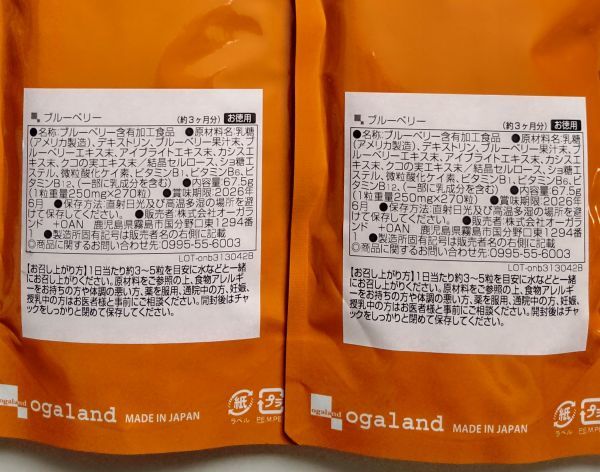 ブルーベリー (約3ヶ月分) お徳用
●名称:ブルーベリー含有加工食品 ●原材料名:乳糖
(アメリカ製造)、デキストリン、ブルーベリー果汁末、ブ
ルーベリーエキス末、アイブライトエキス末、カシスエ
キス末、クコの実エキス末／結晶セルロース、ショ糖エ
ステル、微粒酸化ケイ素、ビタミンB1、ビタミンB6、ビ
タミンB12、(一部に乳成分を含む) ●内容量:67.5g
(1粒重量250mg×270粒) ●賞味期限:2026年
6月 ●保存方法:直射日光及び高温多湿の場所を避
けて保存してください。 ●販売者 株式会社オーガラ
ンド +OAN 鹿児島県霧島市国分野口東1294番
1 ●製造所固有記号は販売者名の右側に記載
◎商品に関するお問い合わせ先:0995-55-6003
LOT-onb313042B
【お召し上がり方】1日当たり約3～5粒を目安に水などと一緒
にお召し上がりください。原材料をご参照の上、食物アレルギ
ーをお持ちの方や体調の悪い方、薬を服用、通院中の方、妊娠、
授乳中の方はお医者様と事前にご相談ください。開封後はチャ
ックをしっかりと閉めて保存してください。
ogaland MADE IN JAPAN
紙
ラベル
ブルーベリー (約3ヶ月分) お徳用
●名称:ブルーベリー含有加工食品 ●原材料名:乳糖
(アメリカ製造)、デキストリン、ブルーベリー果汁末、ブ
ルーベリーエキス末、アイブライトエキス末、カシスエ
キス末、クコの実エキス末／結晶セルロース、ショ糖エ
ステル、微粒酸化ケイ素、ビタミンB1、ビタミンB6、ビ
タミンB12、(一部に乳成分を含む) ●内容量:67.5g
(1粒重量250mg×270粒) ●賞味期限:2026年
6月 ●保存方法:直射日光及び高温多湿の場所を避
けて保存してください。 ●販売者 株式会社オーガラ
ンド +OAN 鹿児島県霧島市国分野口東1294番
1 ●製造所固有記号は販売者名の右側に記載
◎商品に関するお問い合わせ先:0995-55-6003
LOT-onb313042B
【お召し上がり方】1日当たり約3～5粒を目安に水などと一緒
にお召し上がりください。原材料をご参照の上、食物アレルギ
ーをお持ちの方や体調の悪い方、薬を服用、通院中の方、妊娠、
授乳中の方はお医者様と事前にご相談ください。開封後はチャ
ックをしっかりと閉めて保存してください。
ogaland MADE IN JAPAN
紙
ラベル
プラ